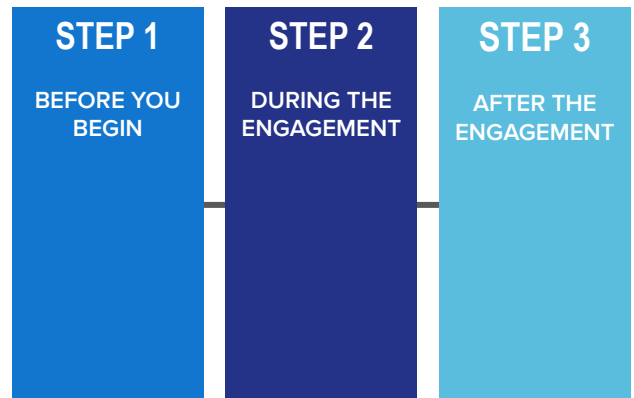 STEP 1
BEFORE YOU
BEGIN
STEP 2
DURING THE
ENGAGEMENT
STEP 3
AFTER THE
ENGAGEMENT